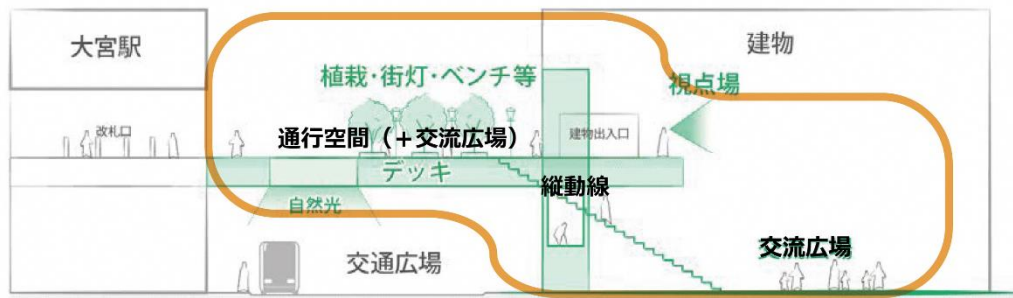 大宮駅
建物
植栽・街灯・ベンチ等
視点場
改札口
通行空間（＋交流広場）
建物出入口
デッキ
縦動線
自然光
交流広場
交通広場